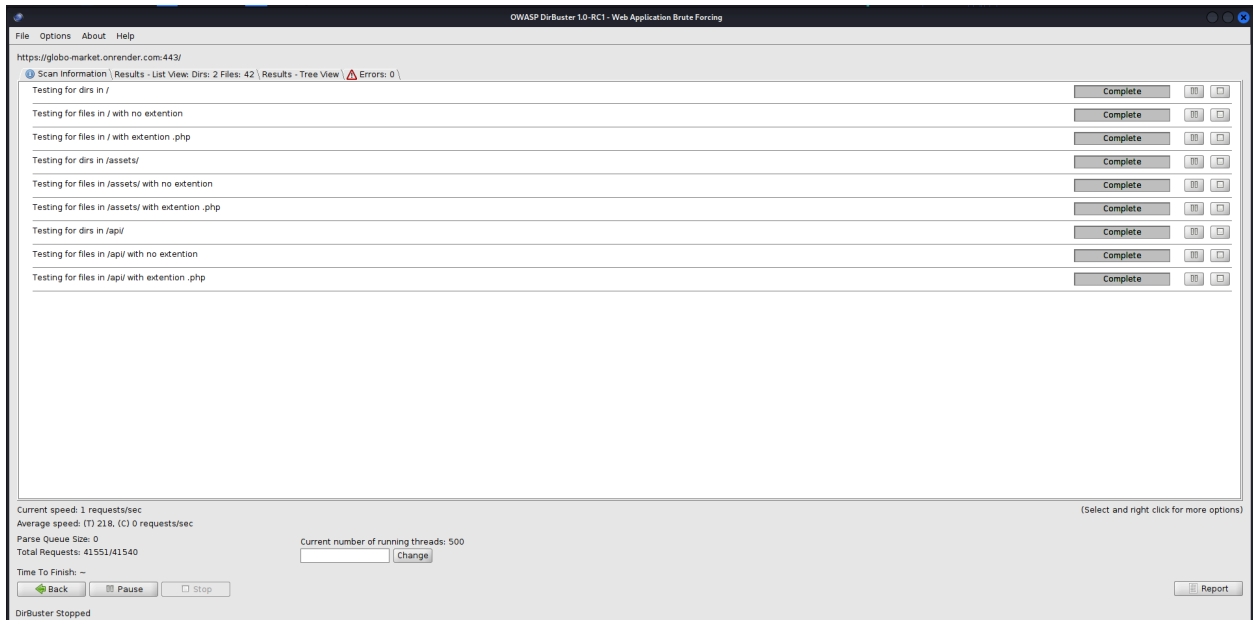 OWASP DirBuster 1.0-RC1 - Web Application Brute Forcing
File Options About Help
https://globo-market.onrender.com:443/
Scan Information Results - List View: Dirs: 2 Files: 42 Results - Tree View Errors: 0
Testing for dirs in / Complete
Testing for files in / with no extention Complete
Testing for files in / with extention .php Complete
Testing for dirs in /assets/ Complete
Testing for files in /assets/ with no extention Complete
Testing for files in /assets/ with extention .php Complete
Testing for dirs in /api/ Complete
Testing for files in /api/ with no extention Complete
Testing for files in /api/ with extention .php Complete
Current speed: 1 requests/sec (Select and right click for more options)
Average speed: (T) 218, (C) 0 requests/sec
Parse Queue Size: 0 Current number of running threads: 500
Total Requests: 41551/41540 Change
Time To Finish: ~
Back Pause Stop Report
DirBuster Stopped